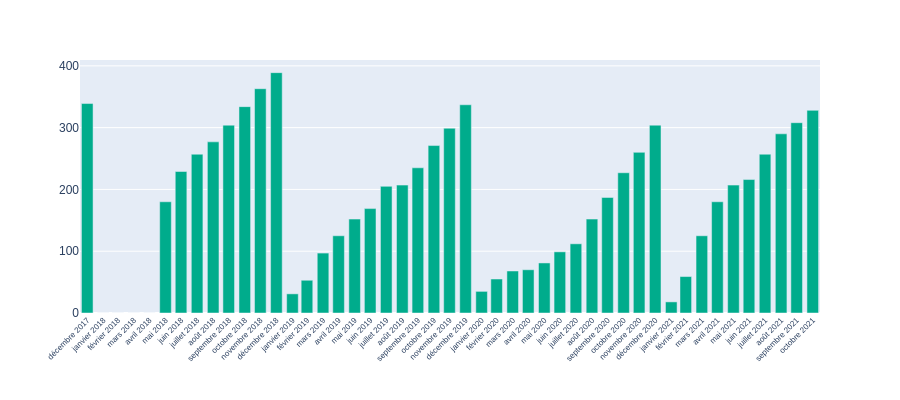 400
300
200
100
0
décembre 2017
janvier 2018
février 2018
mars 2018
avril 2018
mai 2018
juin 2018
juillet 2018
août 2018
septembre 2018
octobre 2018
novembre 2018
décembre 2018
janvier 2019
février 2019
mars 2019
avril 2019
mai 2019
juin 2019
juillet 2019
août 2019
septembre 2019
octobre 2019
novembre 2019
décembre 2019
janvier 2020
février 2020
mars 2020
avril 2020
mai 2020
juin 2020
juillet 2020
août 2020
septembre 2020
octobre 2020
novembre 2020
décembre 2020
janvier 2021
février 2021
mars 2021
avril 2021
mai 2021
juin 2021
juillet 2021
août 2021
septembre 2021
octobre 2021